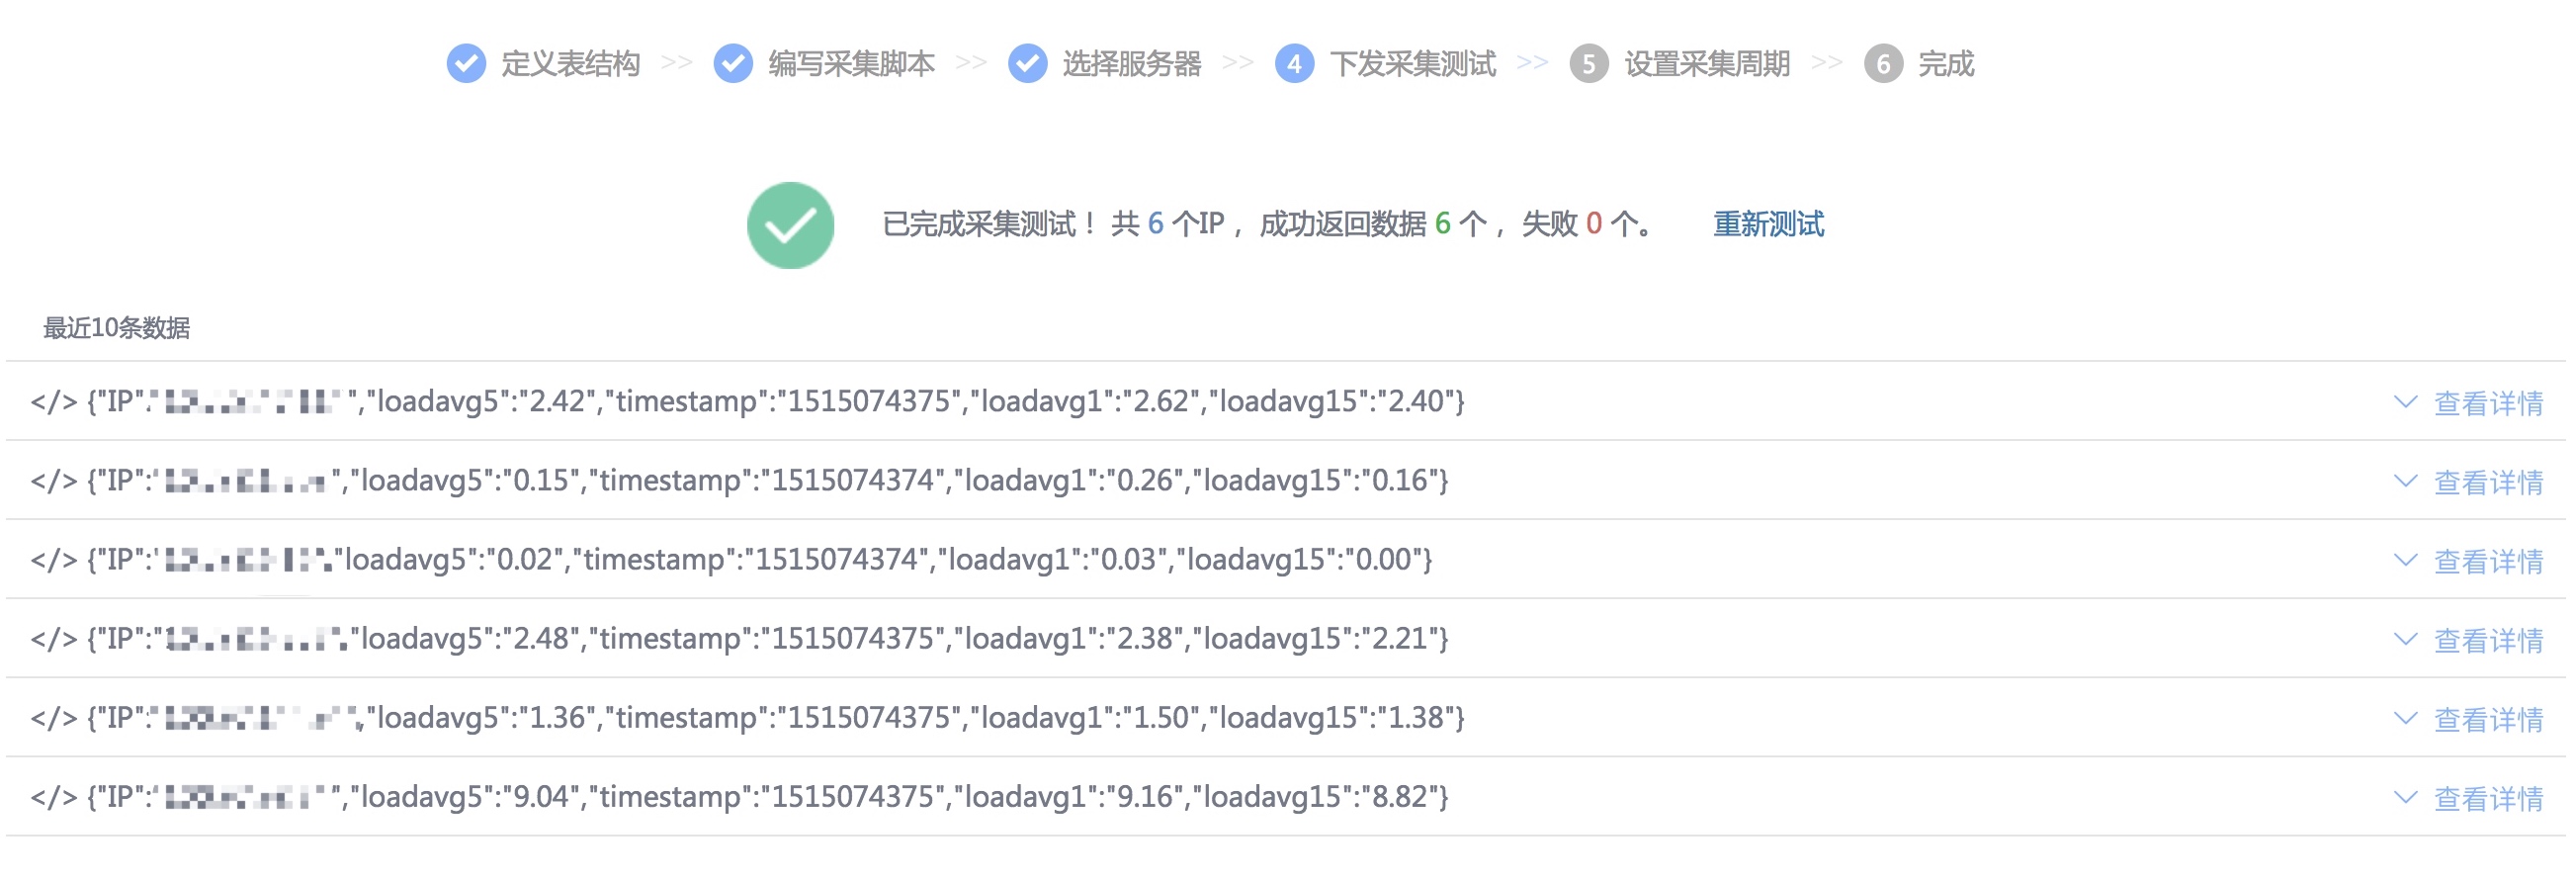 定义表结构 >> 编写采集脚本 >> 选择服务器 >> 4 下发采集测试 >> 5 设置采集周期 >> 6 完成
已完成采集测试！ 共 6 个IP， 成功返回数据 6 个， 失败 0 个。 重新测试
最近10条数据
</> {"IP": ","loadavg5":"2.42","timestamp":"1515074375","loadavg1":"2.62","loadavg15":"2.40"} 查看详情
</> {"IP": ","loadavg5":"0.15","timestamp":"1515074374","loadavg1":"0.26","loadavg15":"0.16"} 查看详情
</> {"IP": "loadavg5":"0.02","timestamp":"1515074374","loadavg1":"0.03","loadavg15":"0.00"} 查看详情
</> {"IP":" "loadavg5":"2.48","timestamp":"1515074375","loadavg1":"2.38","loadavg15":"2.21"} 查看详情
</> {"IP": ,"loadavg5":"1.36","timestamp":"1515074375","loadavg1":"1.50","loadavg15":"1.38"} 查看详情
</> {"IP": ","loadavg5":"9.04","timestamp":"1515074375","loadavg1":"9.16","loadavg15":"8.82"} 查看详情